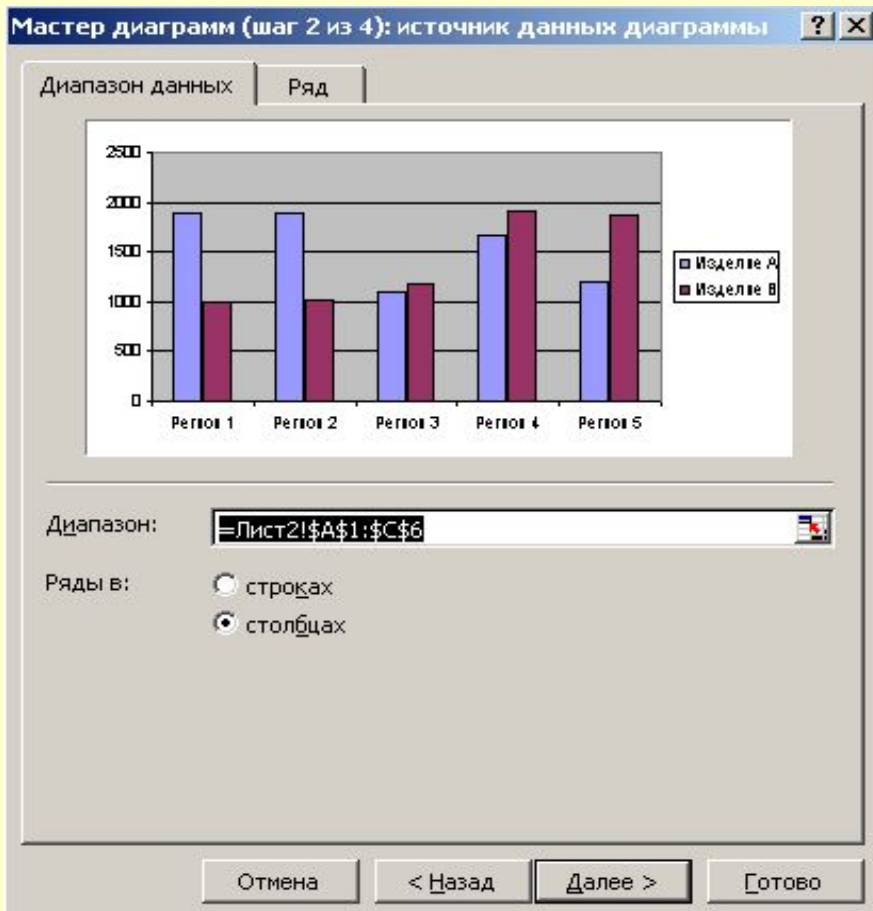 Мастер диаграмм (шаг 2 из 4): источник данных диаграммы
Диапазон данных Ряд
2500
2000
1500
1000
500
0
Изделие А
Изделие В
Регион 1 Регион 2 Регион 3 Регион 4 Регион 5
Диапазон: =Лист2!$A$1:$C$6
Ряды в: строках
столбцах
Отмена < Назад Далее > Готово